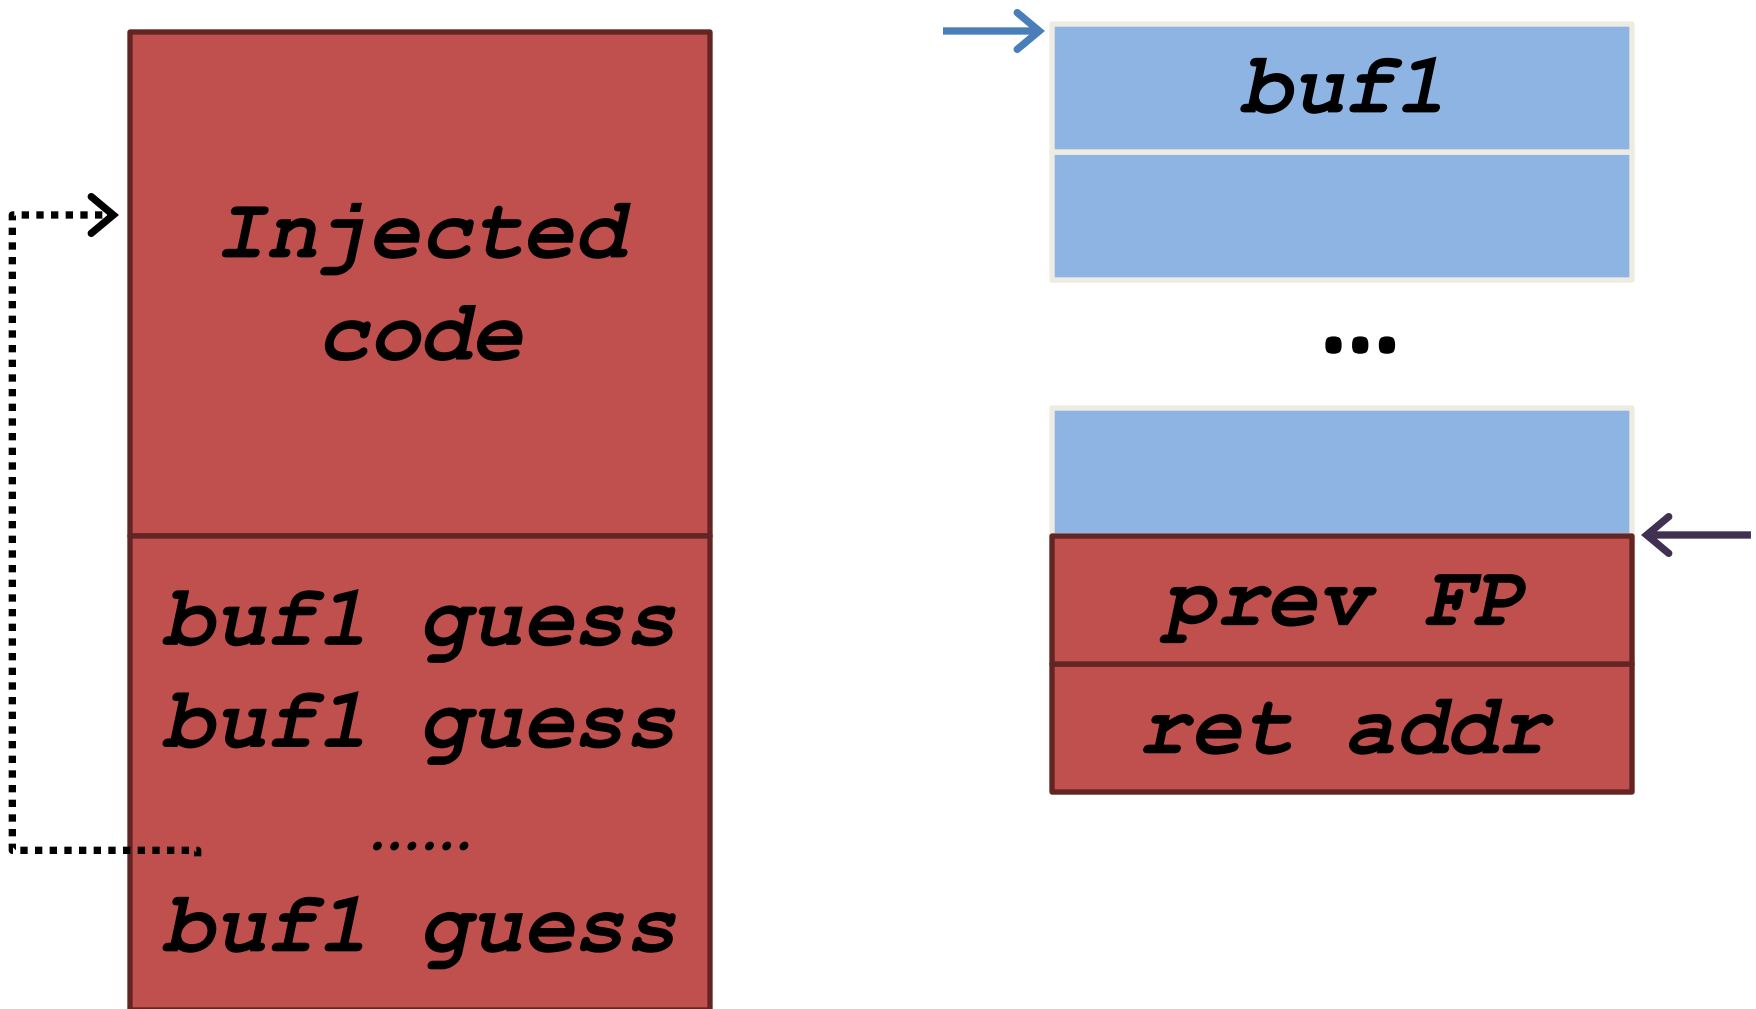 Injected
code
buf1 guess
buf1 guess
......
buf1 guess
buf1
...
prev FP
ret addr